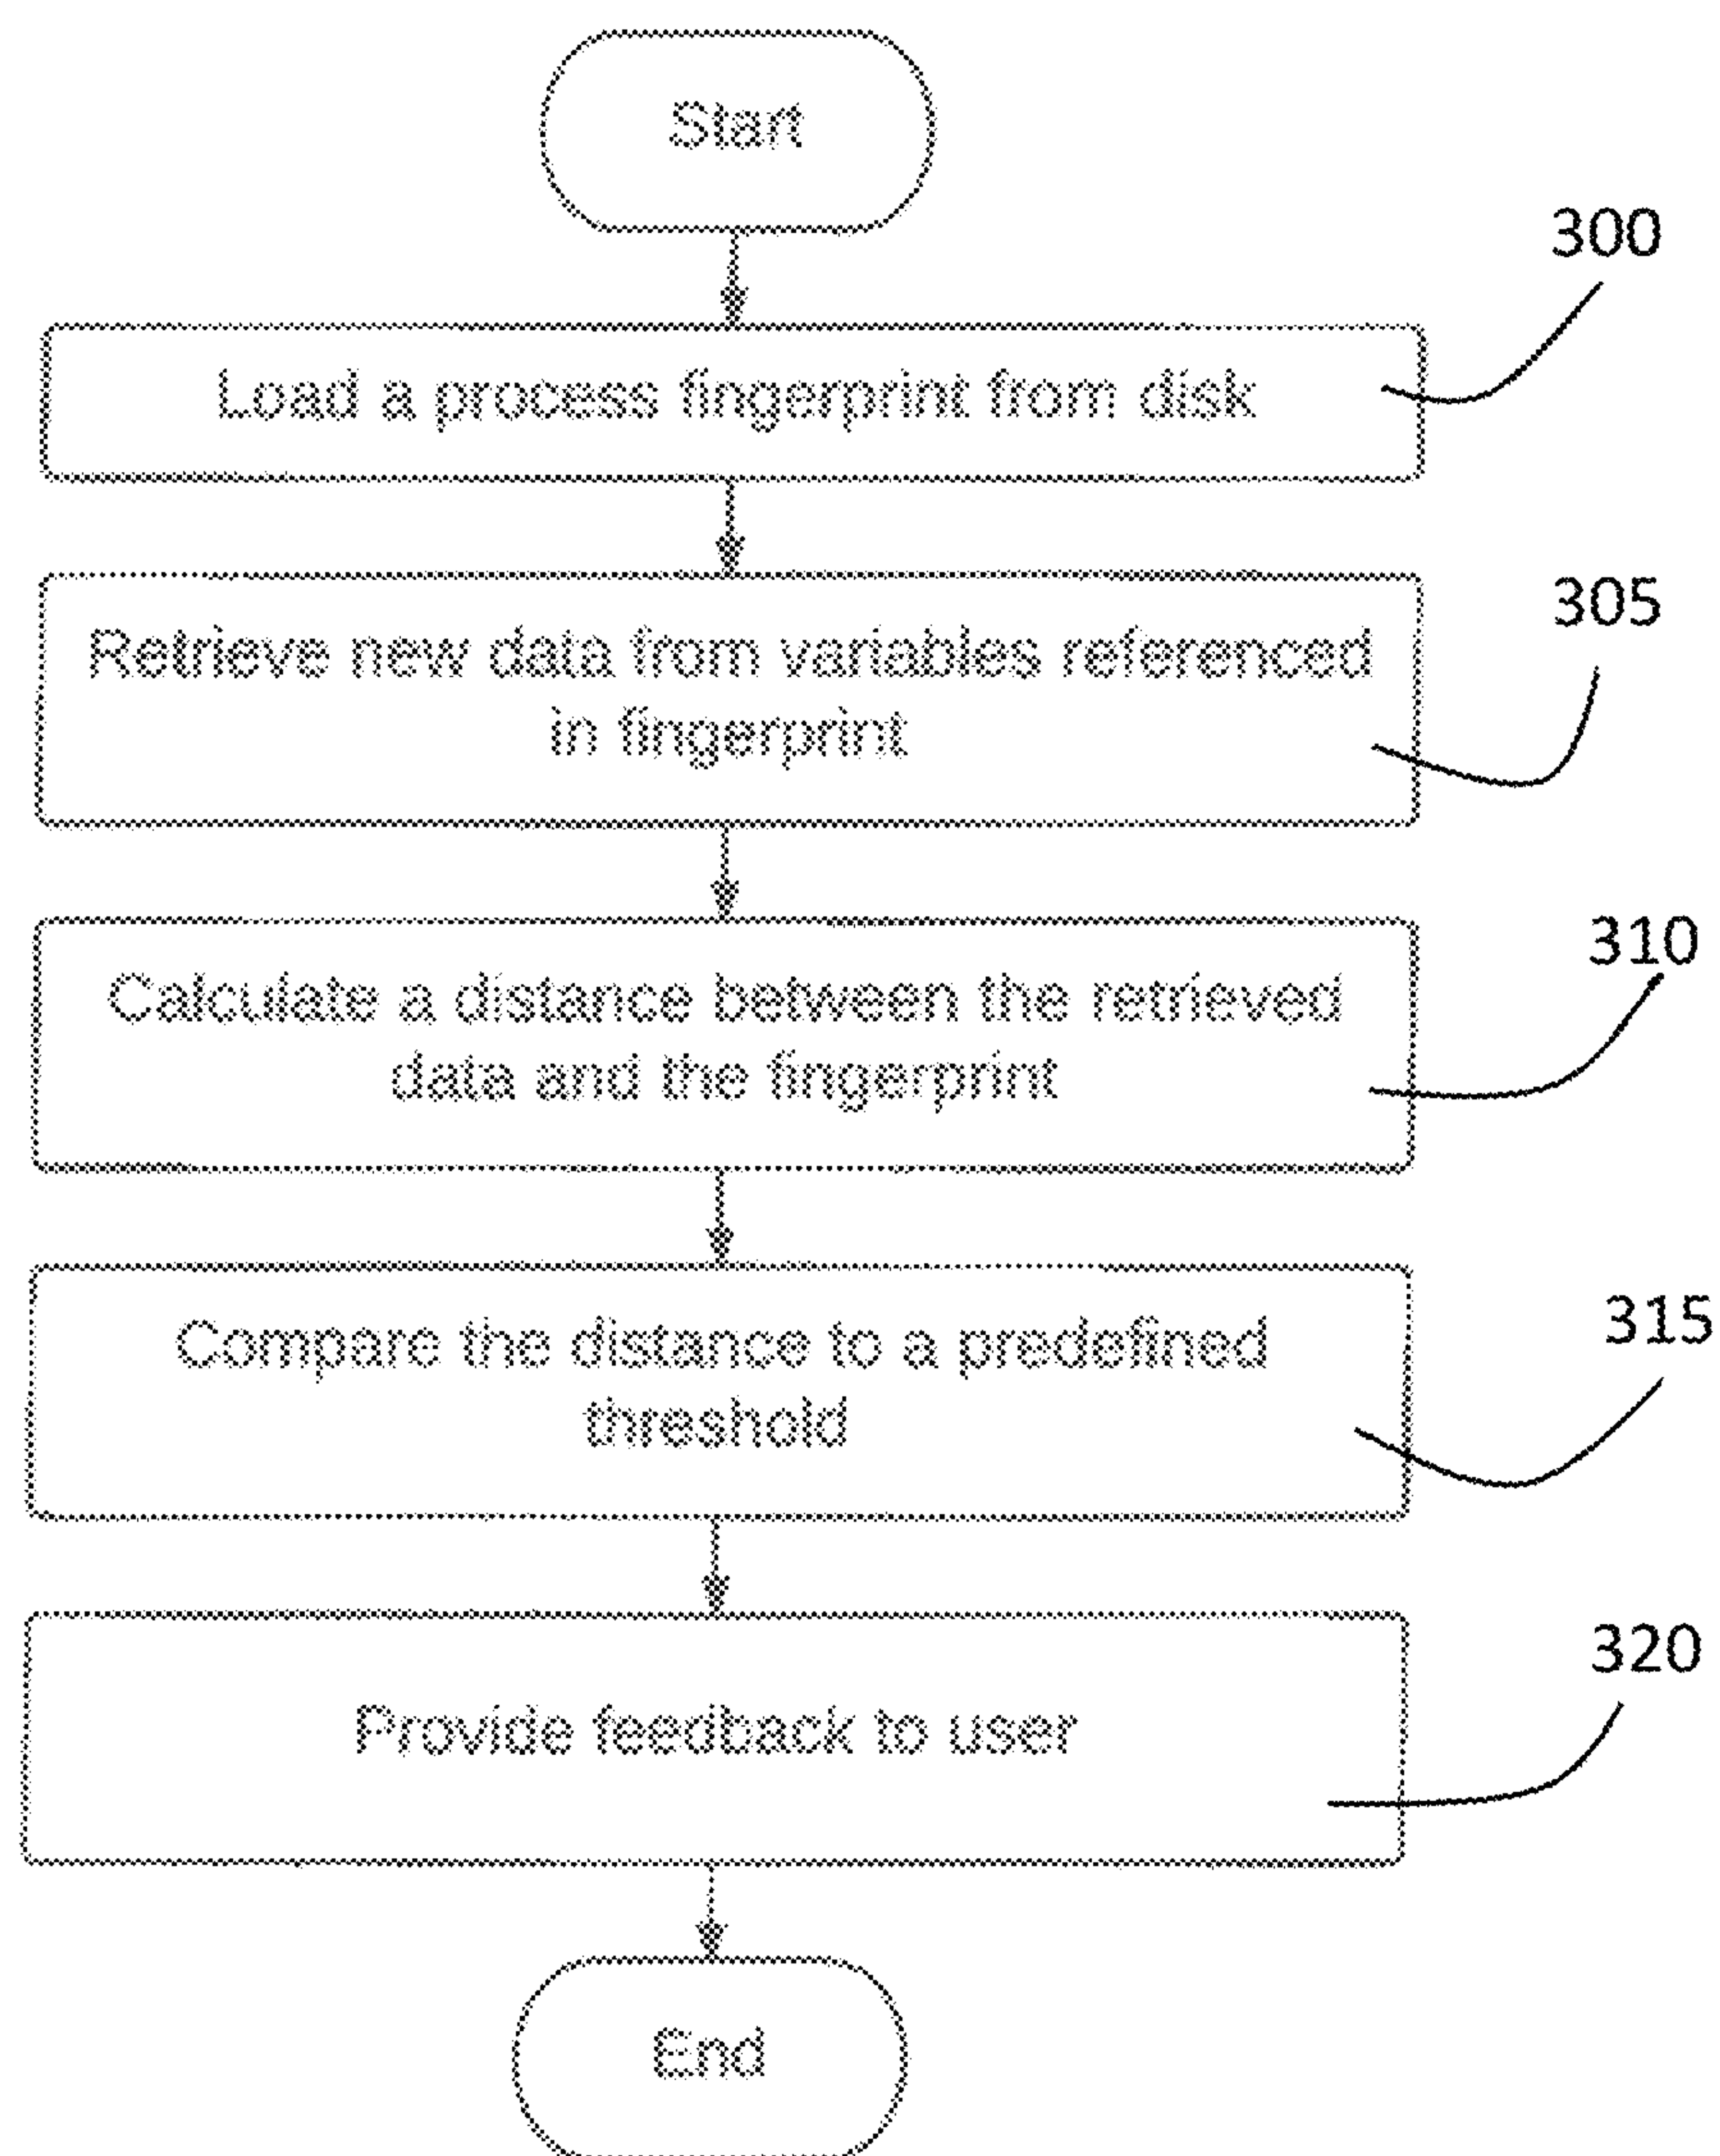 Start
300
Load a process fingerprint from disk
305
Retrieve new data from variables referenced
in fingerprint
310
Calculate a distance between the retrieved
data and the fingerprint
315
Compare the distance to a predefined
threshold
320
Provide feedback to user
End